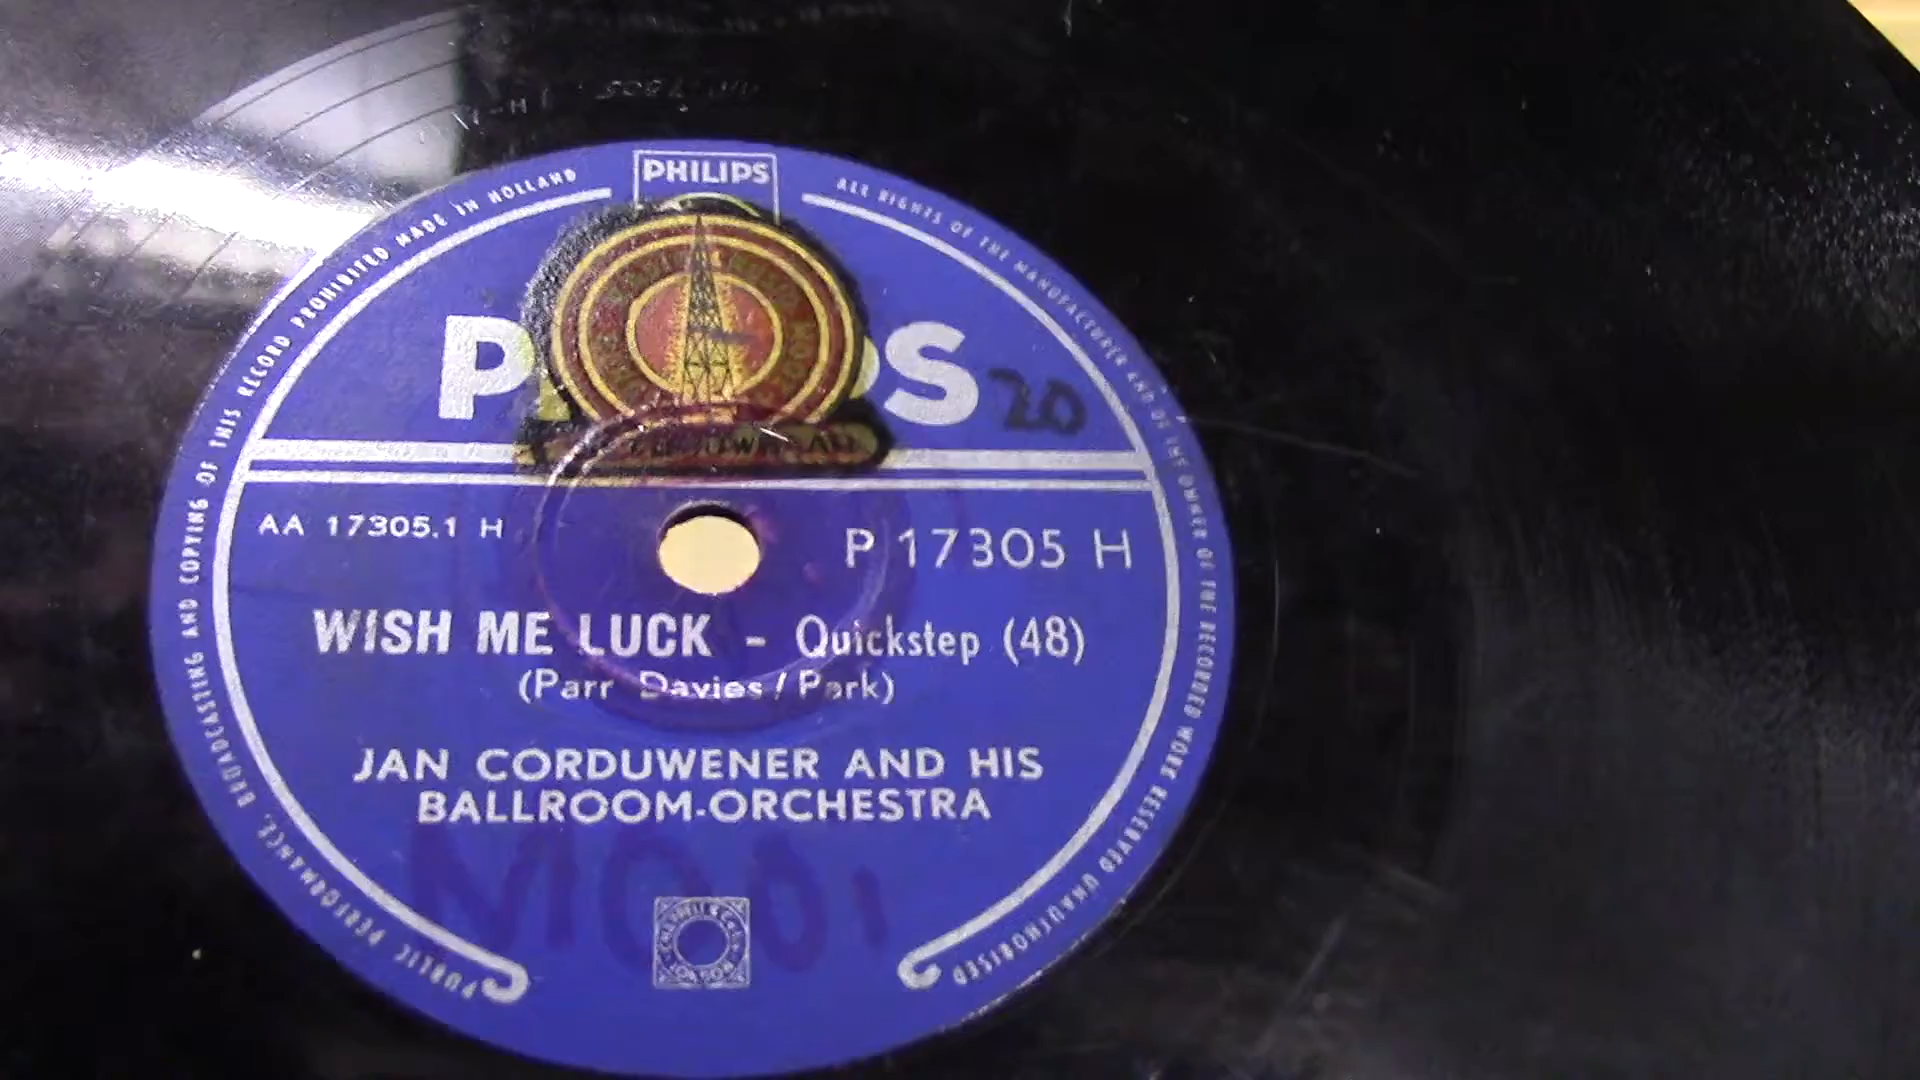 PHILIPS
20
AA 17305.1 H
P 17305 H
WISH ME LUCK - Quickstep (48)
(Parr Davies / Park)
JAN CORDUWENER AND HIS
BALLROOM-ORCHESTRA
MADE IN HOLLAND
ALL RIGHTS OF THE MANUFACTURER AND OF THE OWNER OF THE RECORDED WORK RESERVED UNAUTHORISED
PUBLIC PERFORMANCE, BROADCASTING AND COPYING OF THIS RECORD PROHIBITED